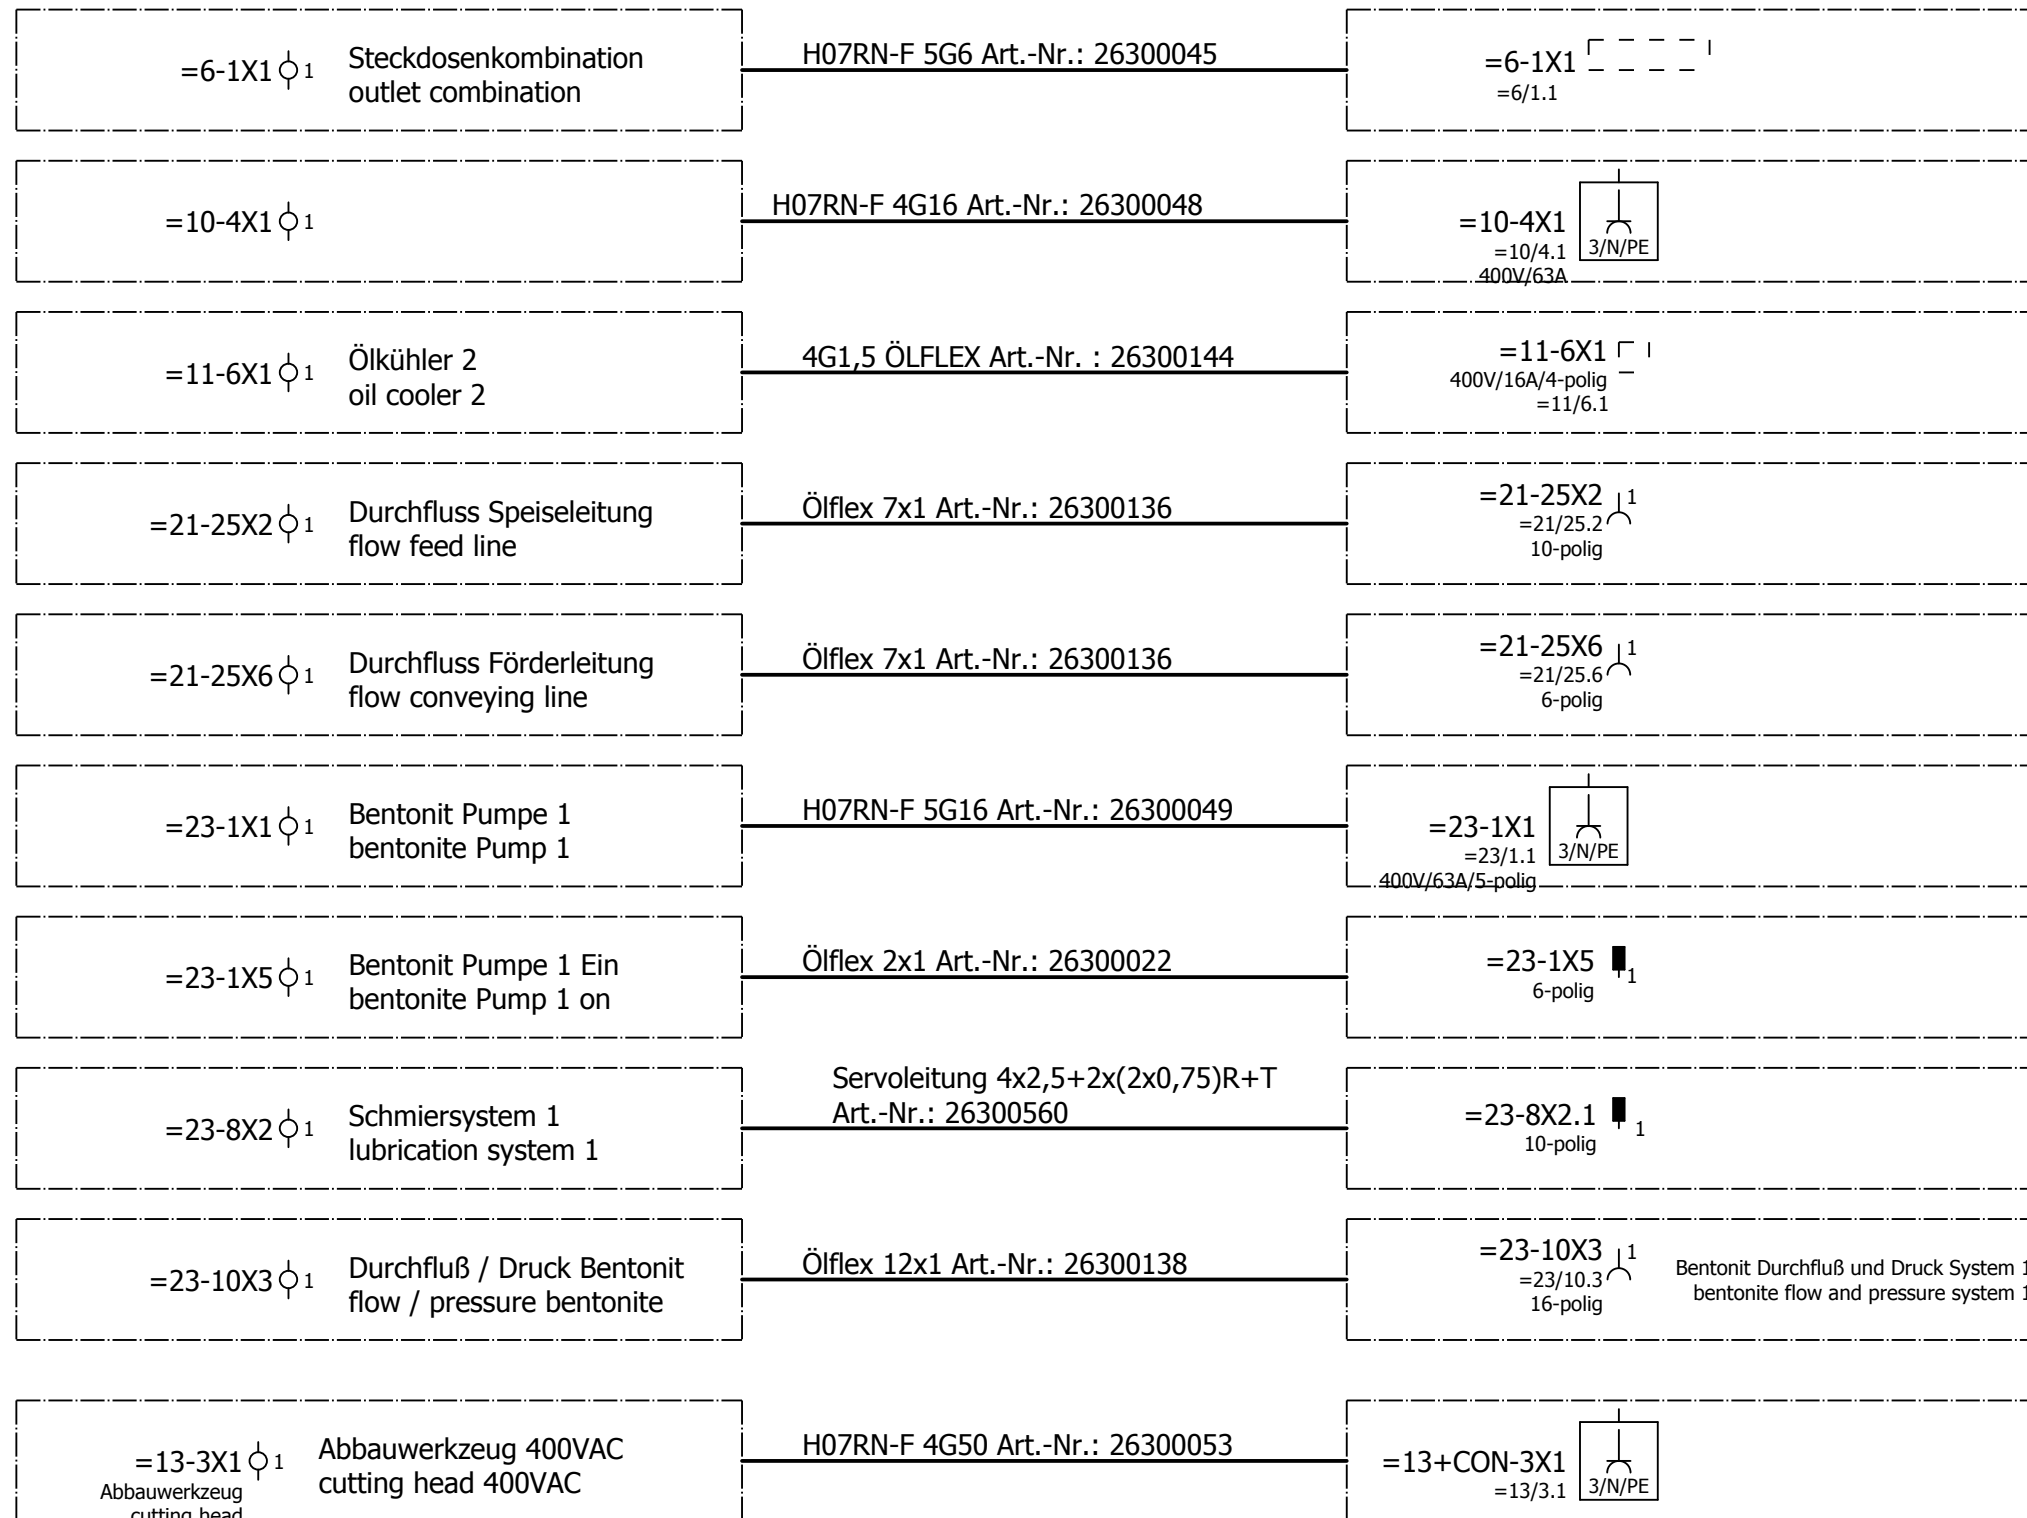 =6-1X1 1
Steckdosenkombination
outlet combination
H07RN-F 5G6 Art.-Nr.: 26300045
=6-1X1
=6/1.1
=10-4X1 1
H07RN-F 4G16 Art.-Nr.: 26300048
=10-4X1
=10/4.1
400V/63A
3/N/PE
=11-6X1 1
Ölkühler 2
oil cooler 2
4G1,5 ÖLFLEX Art.-Nr. : 26300144
=11-6X1
400V/16A/4-polig
=11/6.1
=21-25X2 1
Durchfluss Speiseleitung
flow feed line
Ölflex 7x1 Art.-Nr.: 26300136
=21-25X2 1
=21/25.2
10-polig
=21-25X6 1
Durchfluss Förderleitung
flow conveying line
Ölflex 7x1 Art.-Nr.: 26300136
=21-25X6 1
=21/25.6
6-polig
=23-1X1 1
Bentonit Pumpe 1
bentonite Pump 1
H07RN-F 5G16 Art.-Nr.: 26300049
=23-1X1
=23/1.1
400V/63A/5-polig
3/N/PE
=23-1X5 1
Bentonit Pumpe 1 Ein
bentonite Pump 1 on
Ölflex 2x1 Art.-Nr.: 26300022
=23-1X5 1
6-polig
=23-8X2 1
Schmiersystem 1
lubrication system 1
Servoleitung 4x2,5+2x(2x0,75)R+T
Art.-Nr.: 26300560
=23-8X2.1 1
10-polig
=23-10X3 1
Durchfluß / Druck Bentonit
flow / pressure bentonite
Ölflex 12x1 Art.-Nr.: 26300138
=23-10X3 1
=23/10.3
16-polig
Bentonit Durchfluß und Druck System 1
bentonite flow and pressure system 1
=13-3X1 1
Abbauwerkzeug
cutting head
Abbauwerkzeug 400VAC
cutting head 400VAC
H07RN-F 4G50 Art.-Nr.: 26300053
=13+CON-3X1
=13/3.1
3/N/PE